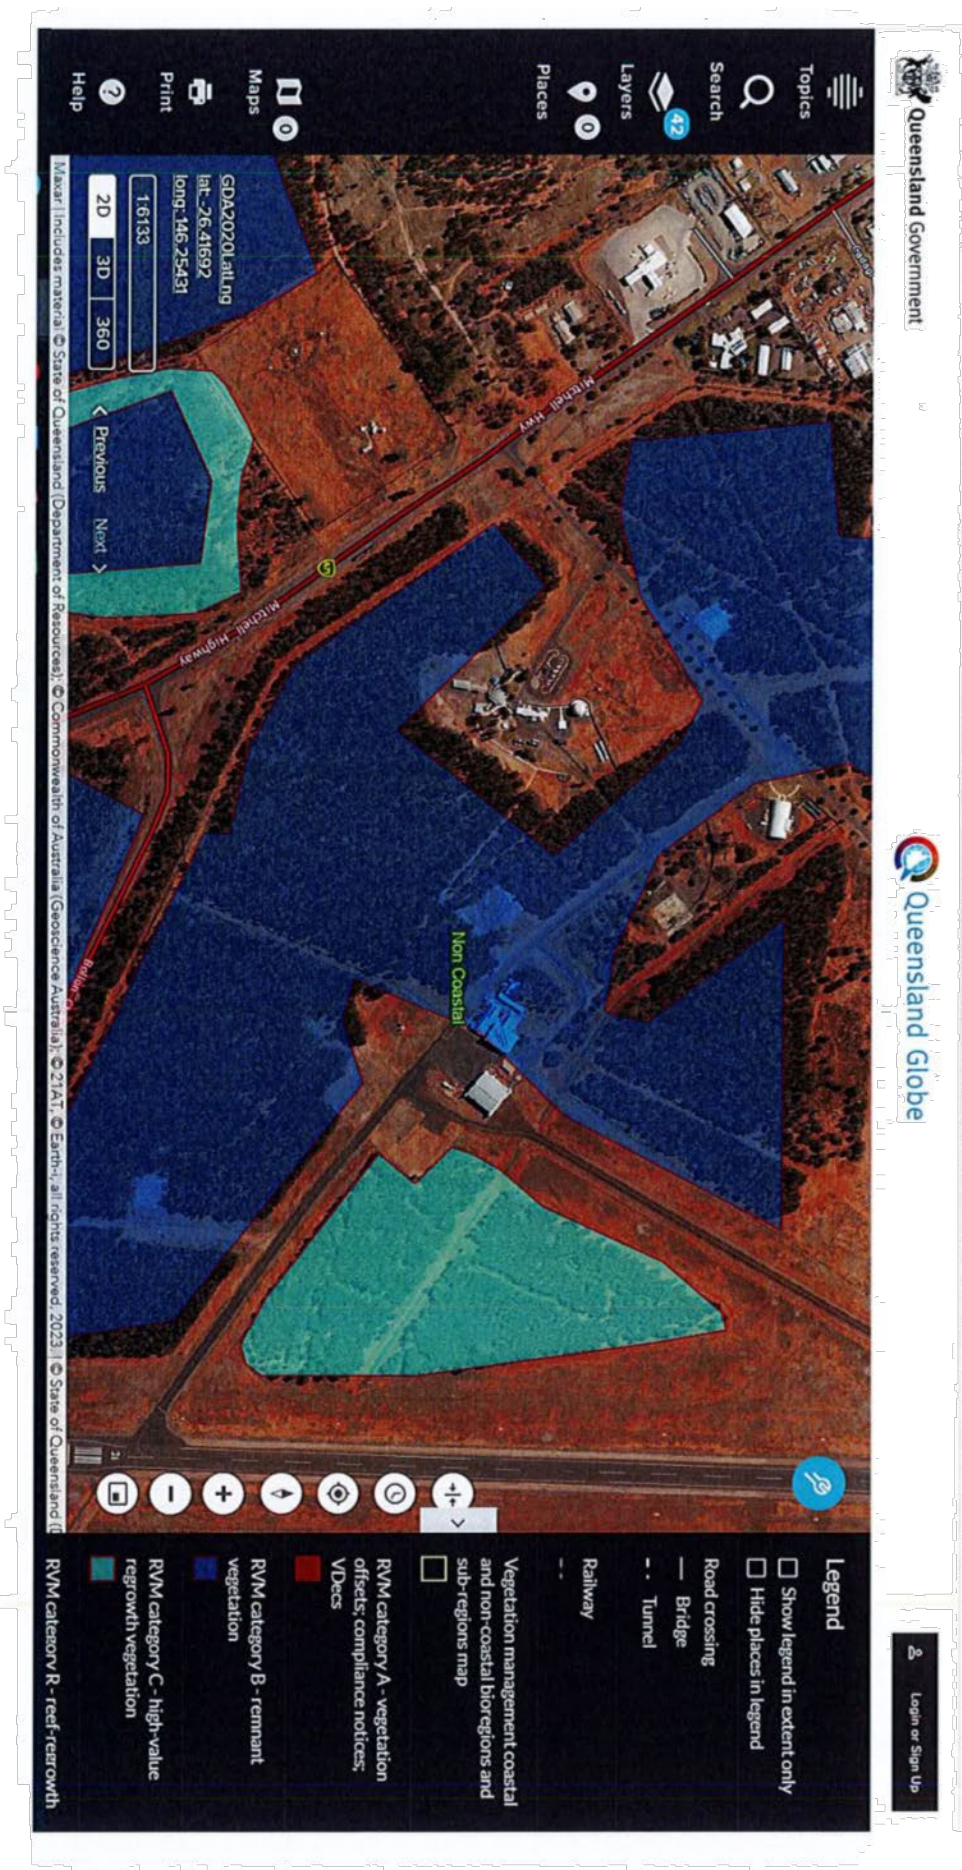 Queensland Government
Queensland Globe
Login or Sign Up
Topics
Search
Layers
42
Places
0
Maps
0
Print
Help
Mitchell Hwy
Mitchell Highway
Non Coastal
GDA2020LatLng
lat: -26.41692
long: 146.25431
1:6133
2D 3D 360
Previous Next
Maxar | Includes material © State of Queensland (Department of Resources); © Commonwealth of Australia (Geoscience Australia); © 21AT, © Earth-i, all rights reserved, 2023. | © State of Queensland (D
Legend
Show legend in extent only
Hide places in legend
Road crossing
Bridge
Tunnel
Railway
Vegetation management coastal
and non-coastal bioregions and
sub-regions map
RVM category A - vegetation
offsets; compliance notices;
VDecs
RVM category B - remnant
vegetation
RVM category C - high-value
regrowth vegetation
RVM category R - reef-regrowth